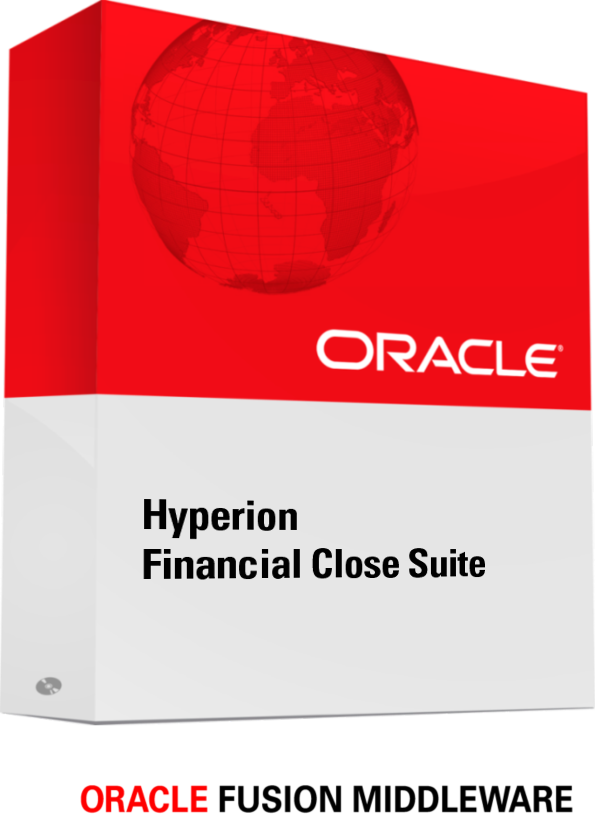 ORACLE®
Hyperion
Financial Close Suite
ORACLE FUSION MIDDLEWARE